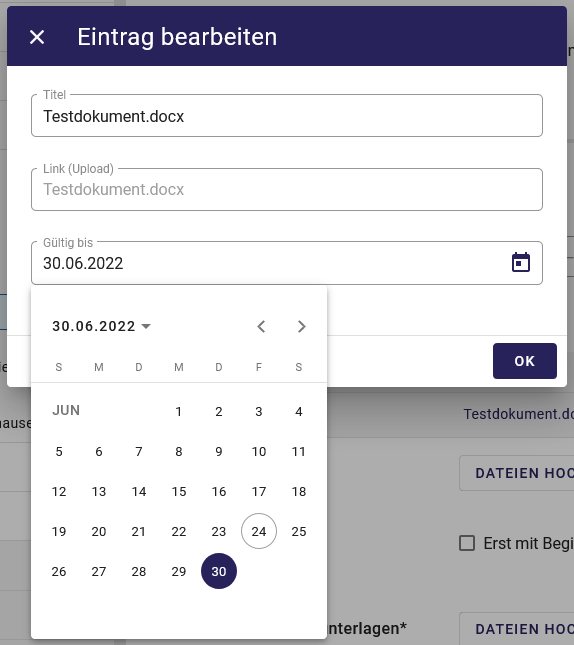 Eintrag bearbeiten
Titel
Testdokument.docx
Link (Upload)
Testdokument.docx
Gültig bis
30.06.2022
30.06.2022
S M D M D F S
JUN 1 2 3 4
5 6 7 8 9 10 11
12 13 14 15 16 17 18
19 20 21 22 23 24 25
26 27 28 29 30
OK
Testdokument.do
DATEIEN HOC
Erst mit Begi
nterlagen*
DATEIEN HOC